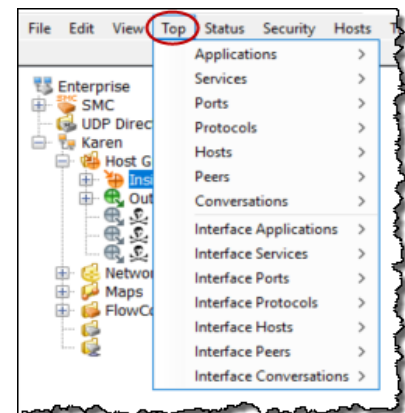 File Edit View Top Status Security Hosts
Applications >
Enterprise
Services >
SMC
Ports >
UDP Direc
Protocols >
Karen
Hosts >
Host G
Peers >
Insi
Conversations >
Out
Interface Applications >
Interface Services >
Networ
Interface Ports >
Maps
Interface Protocols >
FlowCo
Interface Hosts >
Interface Peers >
Interface Conversations >